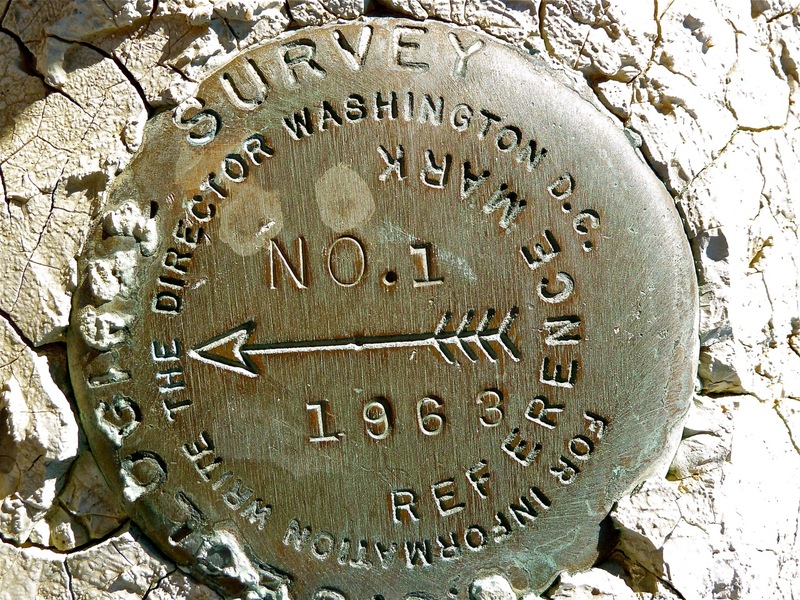 SURVEY
FOR INFORMATION WRITE THE DIRECTOR WASHINGTON D.C.
REFERENCE MARK
NO.1
1963